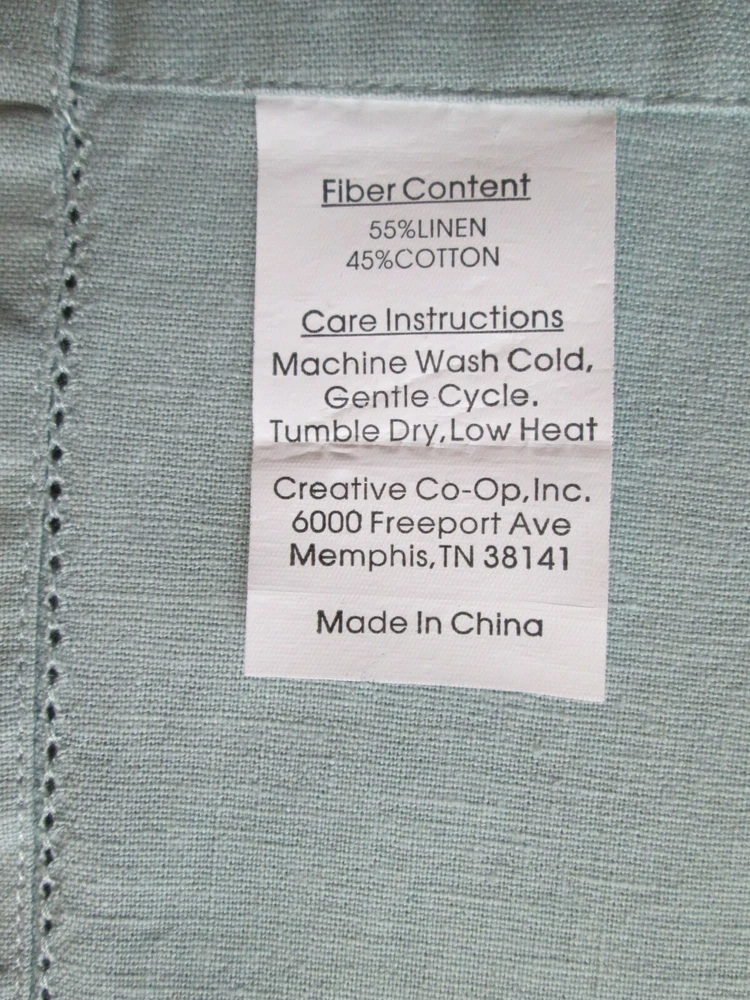 Fiber Content
55%LINEN
45%COTTON
Care Instructions
Machine Wash Cold,
Gentle Cycle.
Tumble Dry,Low Heat
Creative Co-Op,Inc.
6000 Freeport Ave
Memphis,TN 38141
Made In China